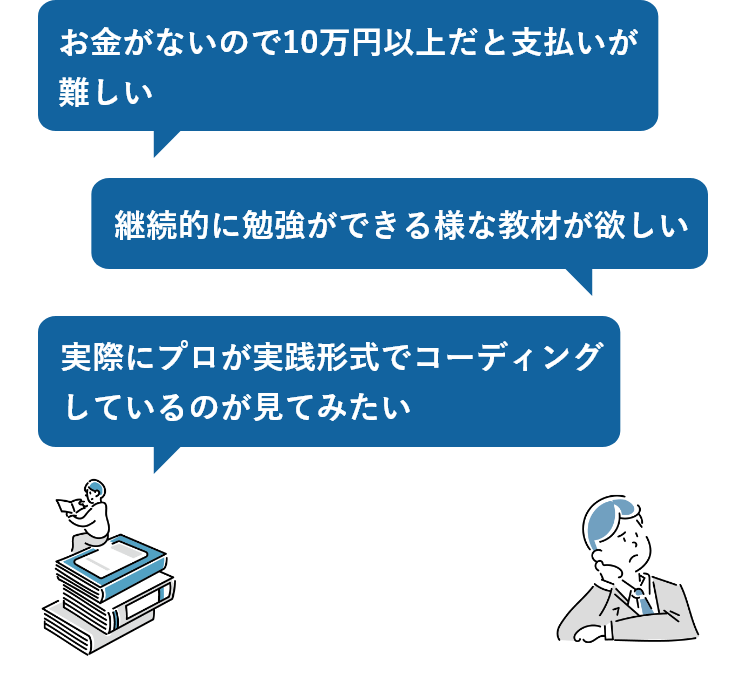 お金がないので10万円以上だと支払いが
難しい
継続的に勉強ができる様な教材が欲しい
実際にプロが実践形式でコーディング
しているのが見てみたい